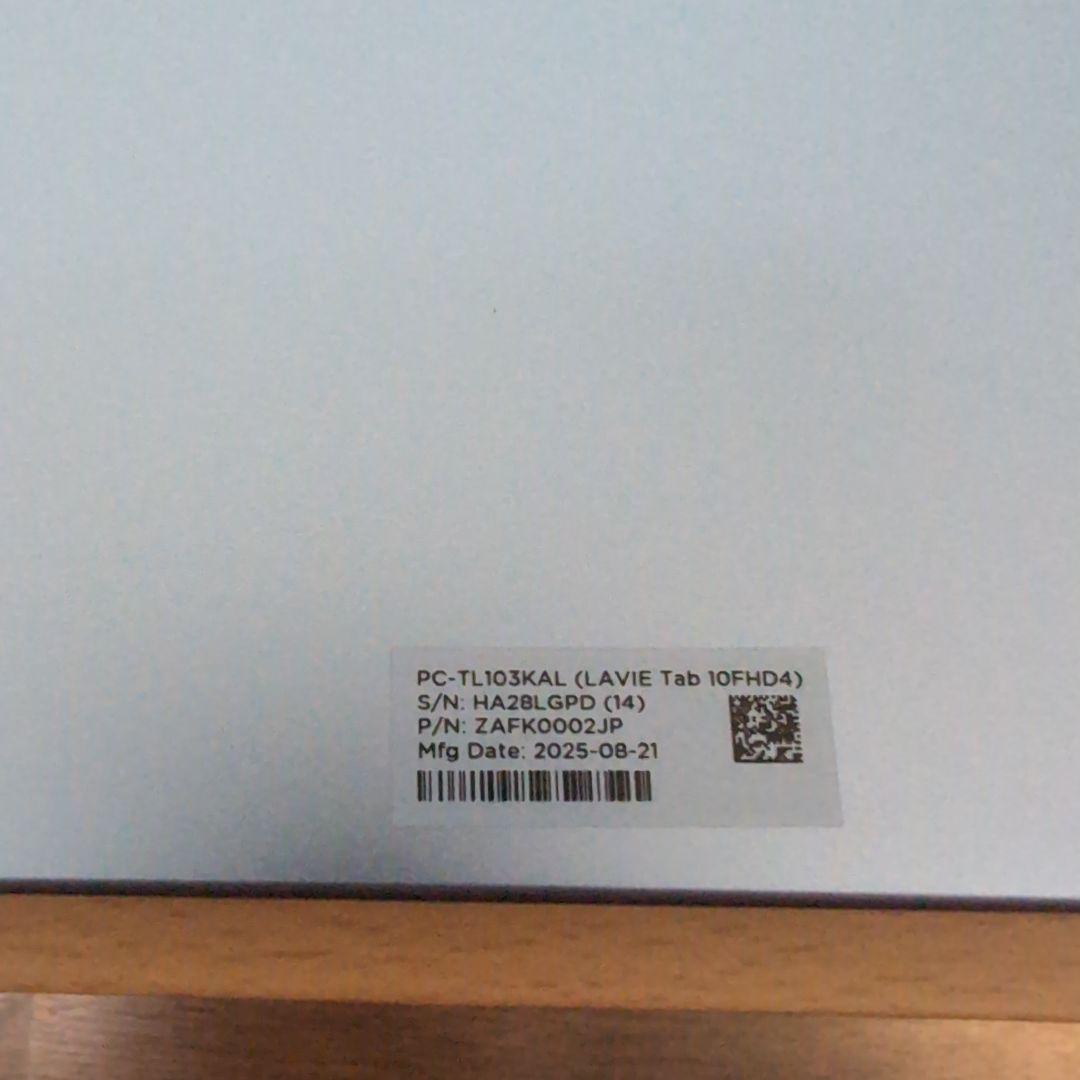 PC-TL103KAL (LAVIE Tab 10FHD4)
S/N: HA28LGPD (14)
P/N: ZAFK0002JP
Mfg Date: 2025-08-21